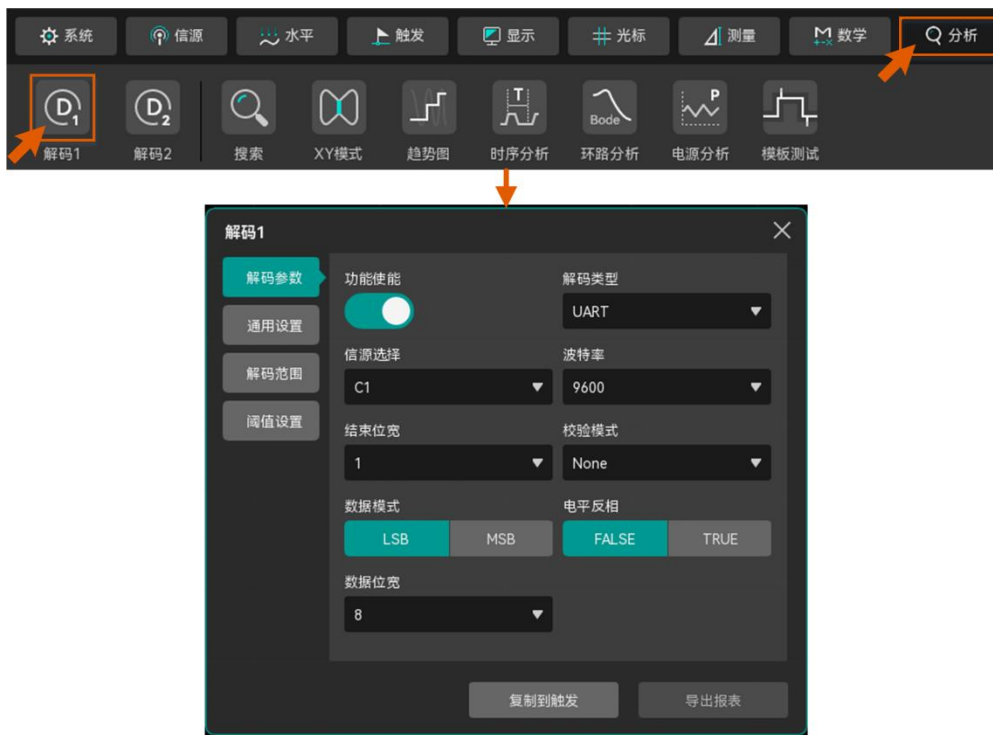 系统 信源 水平 触发 显示 光标 测量 数学 分析
D1 D2 T Bode P
解码1 解码2 搜索 XY模式 趋势图 时序分析 环路分析 电源分析 模板测试
解码1
解码参数
通用设置
解码范围
阈值设置
功能使能 解码类型
UART
信源选择 波特率
C1 9600
结束位宽 校验模式
1 None
数据模式 电平反相
LSB MSB FALSE TRUE
数据位宽
8
复制到触发 导出报表